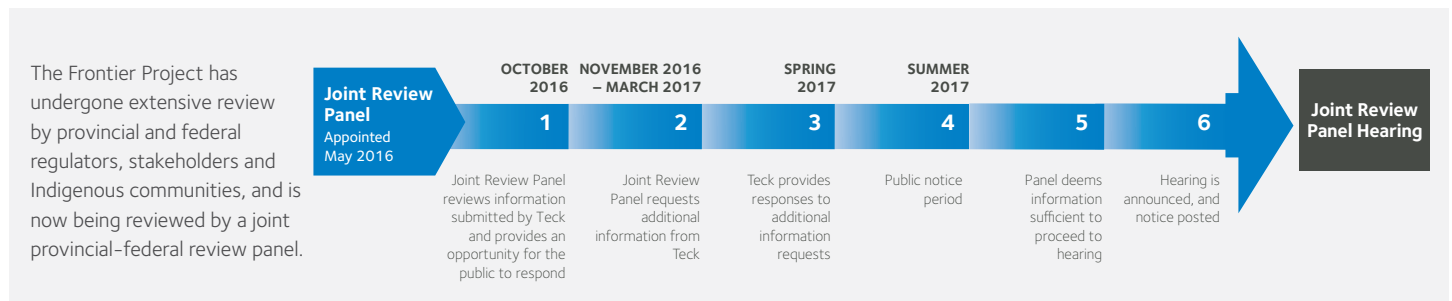 The Frontier Project has
undergone extensive review
by provincial and federal
regulators, stakeholders and
Indigenous communities, and is
now being reviewed by a joint
provincial-federal review panel.
Joint Review
Panel
Appointed
May 2016
OCTOBER
2016
1
Joint Review Panel
reviews information
submitted by Teck
and provides an
opportunity for the
public to respond
NOVEMBER 2016
– MARCH 2017
2
Joint Review
Panel requests
additional
information from
Teck
SPRING
2017
3
Teck provides
responses to
additional
information
requests
SUMMER
2017
4
Public notice
period
5
Panel deems
information
sufficient to
proceed to
hearing
6
Hearing is
announced, and
notice posted
Joint Review
Panel Hearing